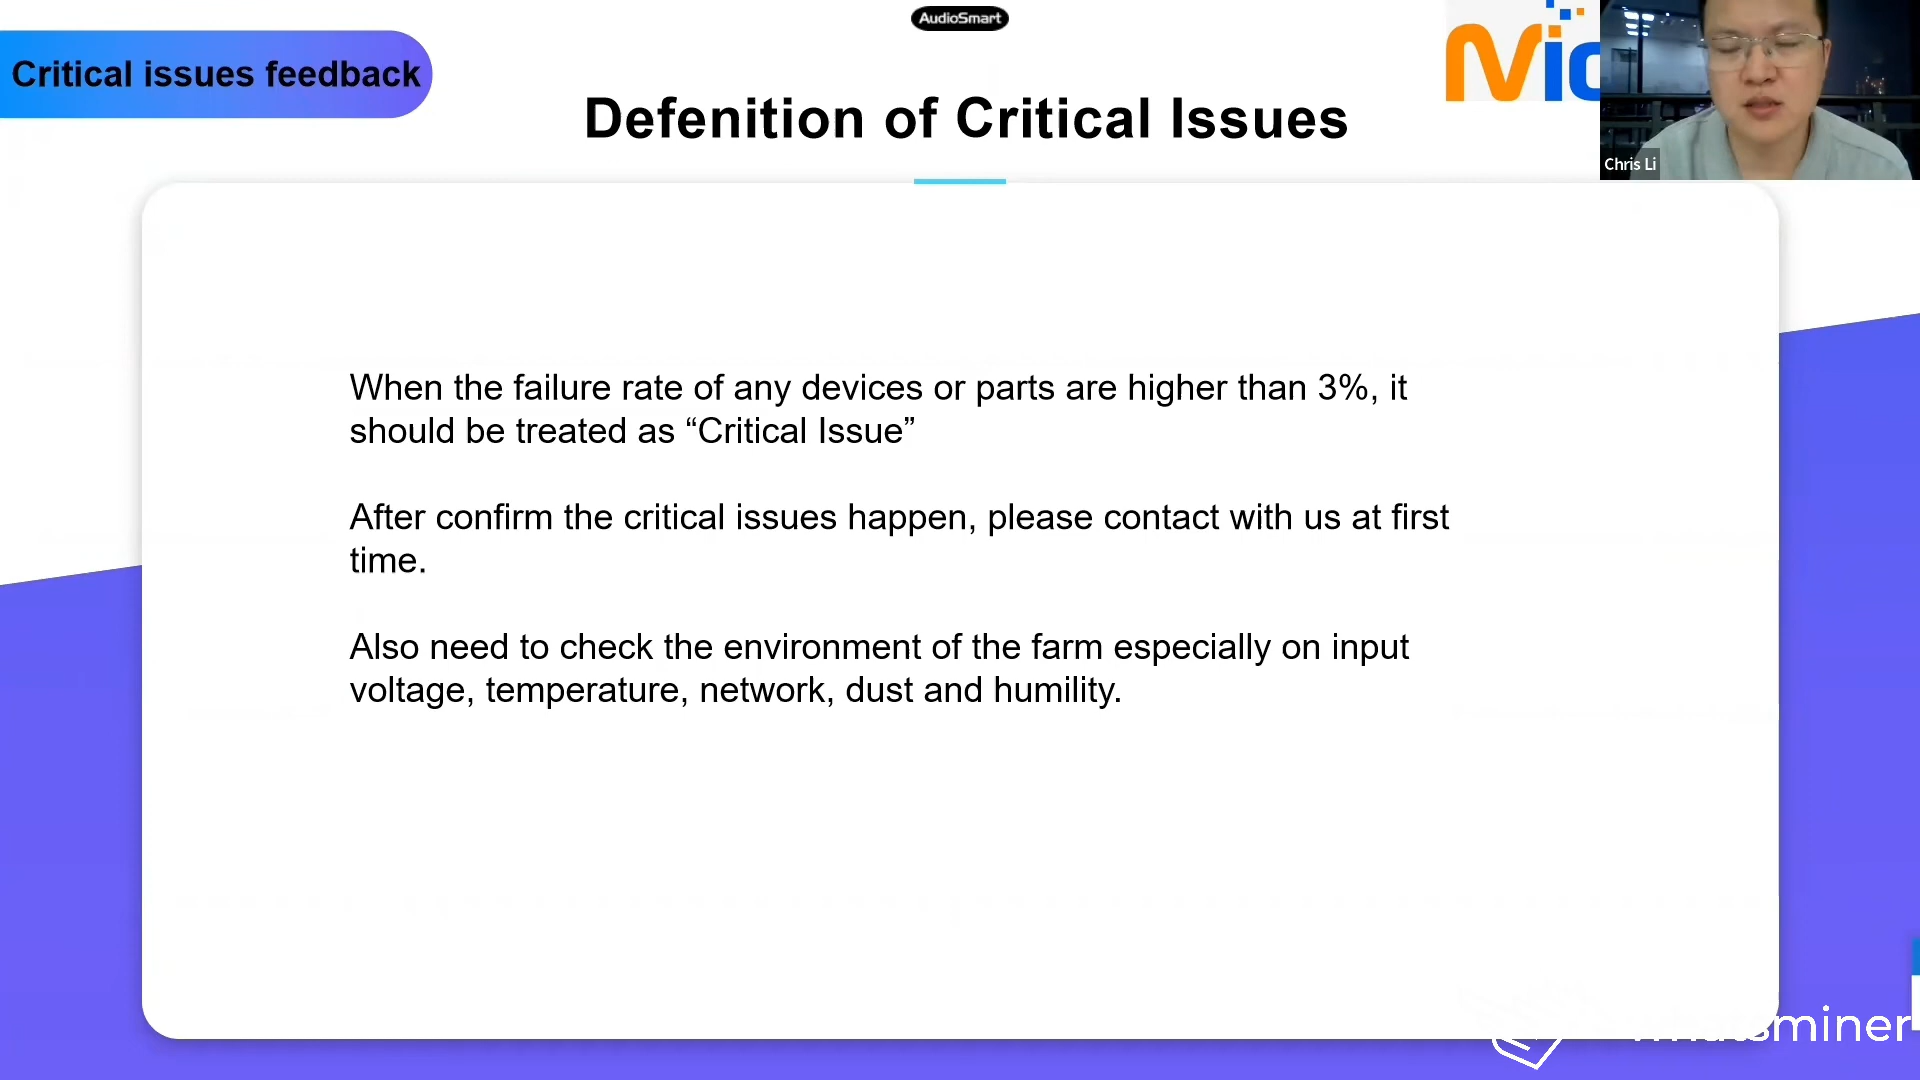 AudioSmart
Critical issues feedback
Defenition of Critical Issues
Chris Li
When the failure rate of any devices or parts are higher than 3%, it
should be treated as “Critical Issue”
After confirm the critical issues happen, please contact with us at first
time.
Also need to check the environment of the farm especially on input
voltage, temperature, network, dust and humility.